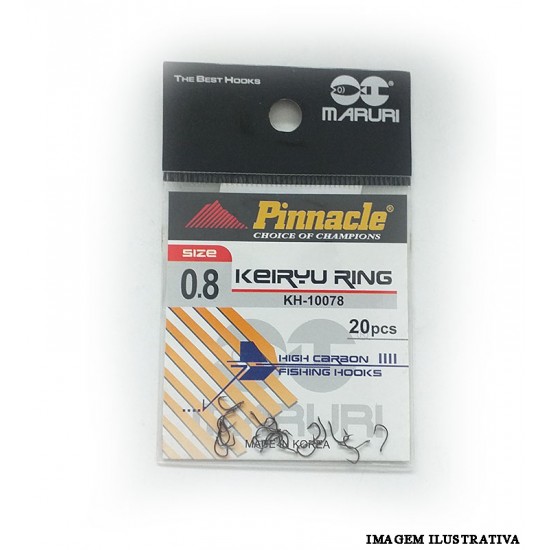 THE BEST HOOKS
MARURI
Pinnacle®
CHOICE OF CHAMPIONS
SIZE
0.8
KEIRYU RING
KH-10078
20pcs
HIGH CARBON
FISHING HOOKS
MARURI
MADE IN KOREA
IMAGEM ILUSTRATIVA